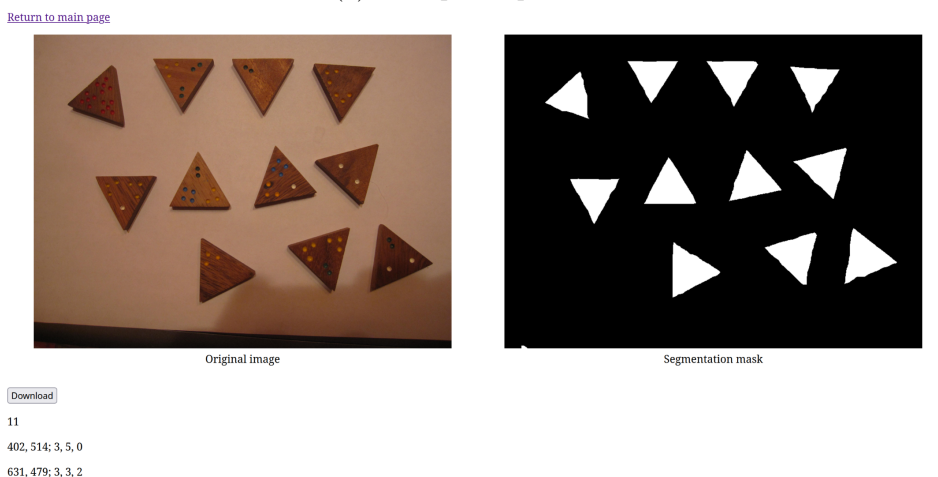 Return to main page
Original image
Segmentation mask
Download
11
402, 514; 3, 5, 0
631, 479; 3, 3, 2